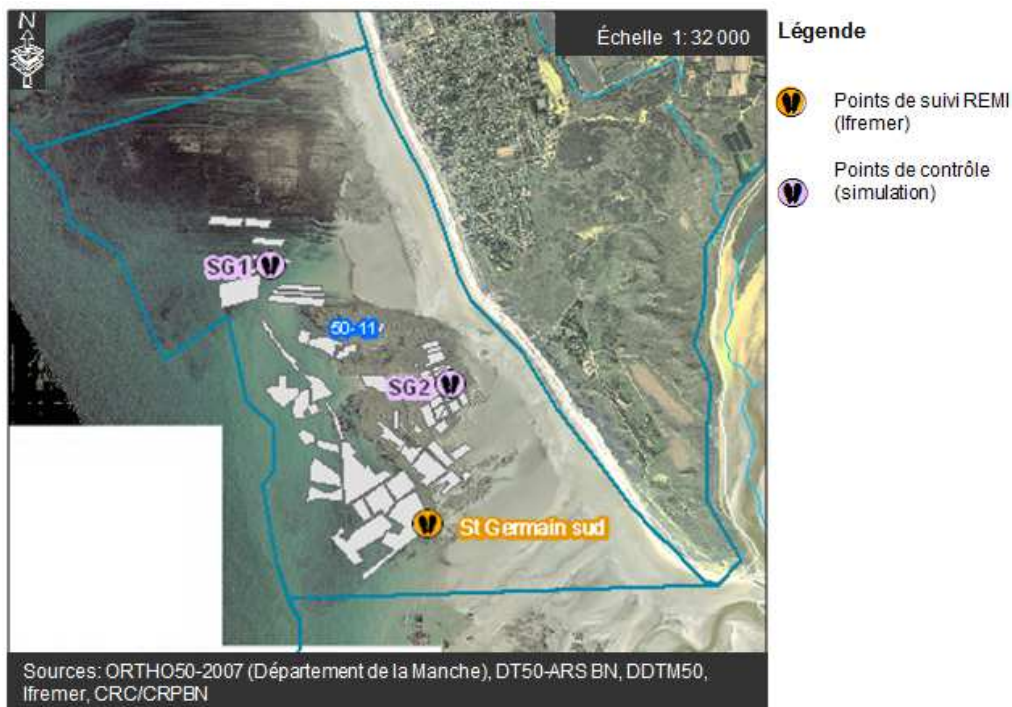 N
Échelle 1: 32 000
Légende
Points de suivi REMI
(Ifremer)
Points de contrôle
(simulation)
SG1
50-11
SG2
St Germain sud
Sources: ORTHO50-2007 (Département de la Manche), DT50-ARS BN, DDTM50,
Ifremer, CRC/CRPBN